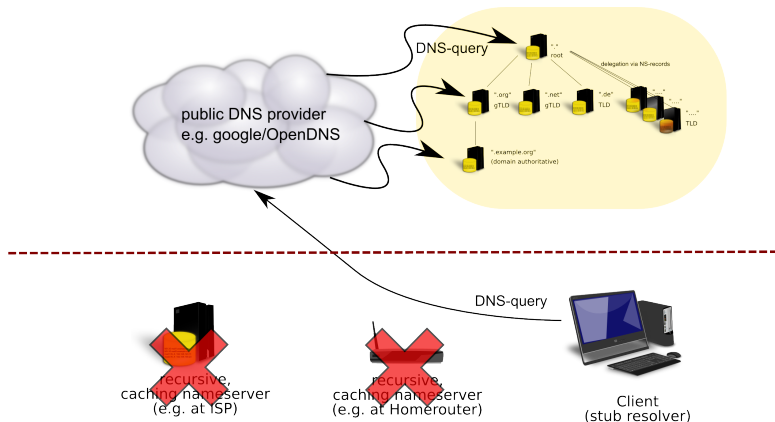 DNS-query
"."
root
delegation via NS-records
public DNS provider
e.g. google/OpenDNS
".org"
gTLD
".net"
gTLD
".de"
TLD
"...."
"...."
"...."
TLD
".example.org"
(domain authoritative)
DNS-query
recursive,
caching nameserver
(e.g. at ISP)
recursive,
caching nameserver
(e.g. at Homerouter)
Client
(stub resolver)